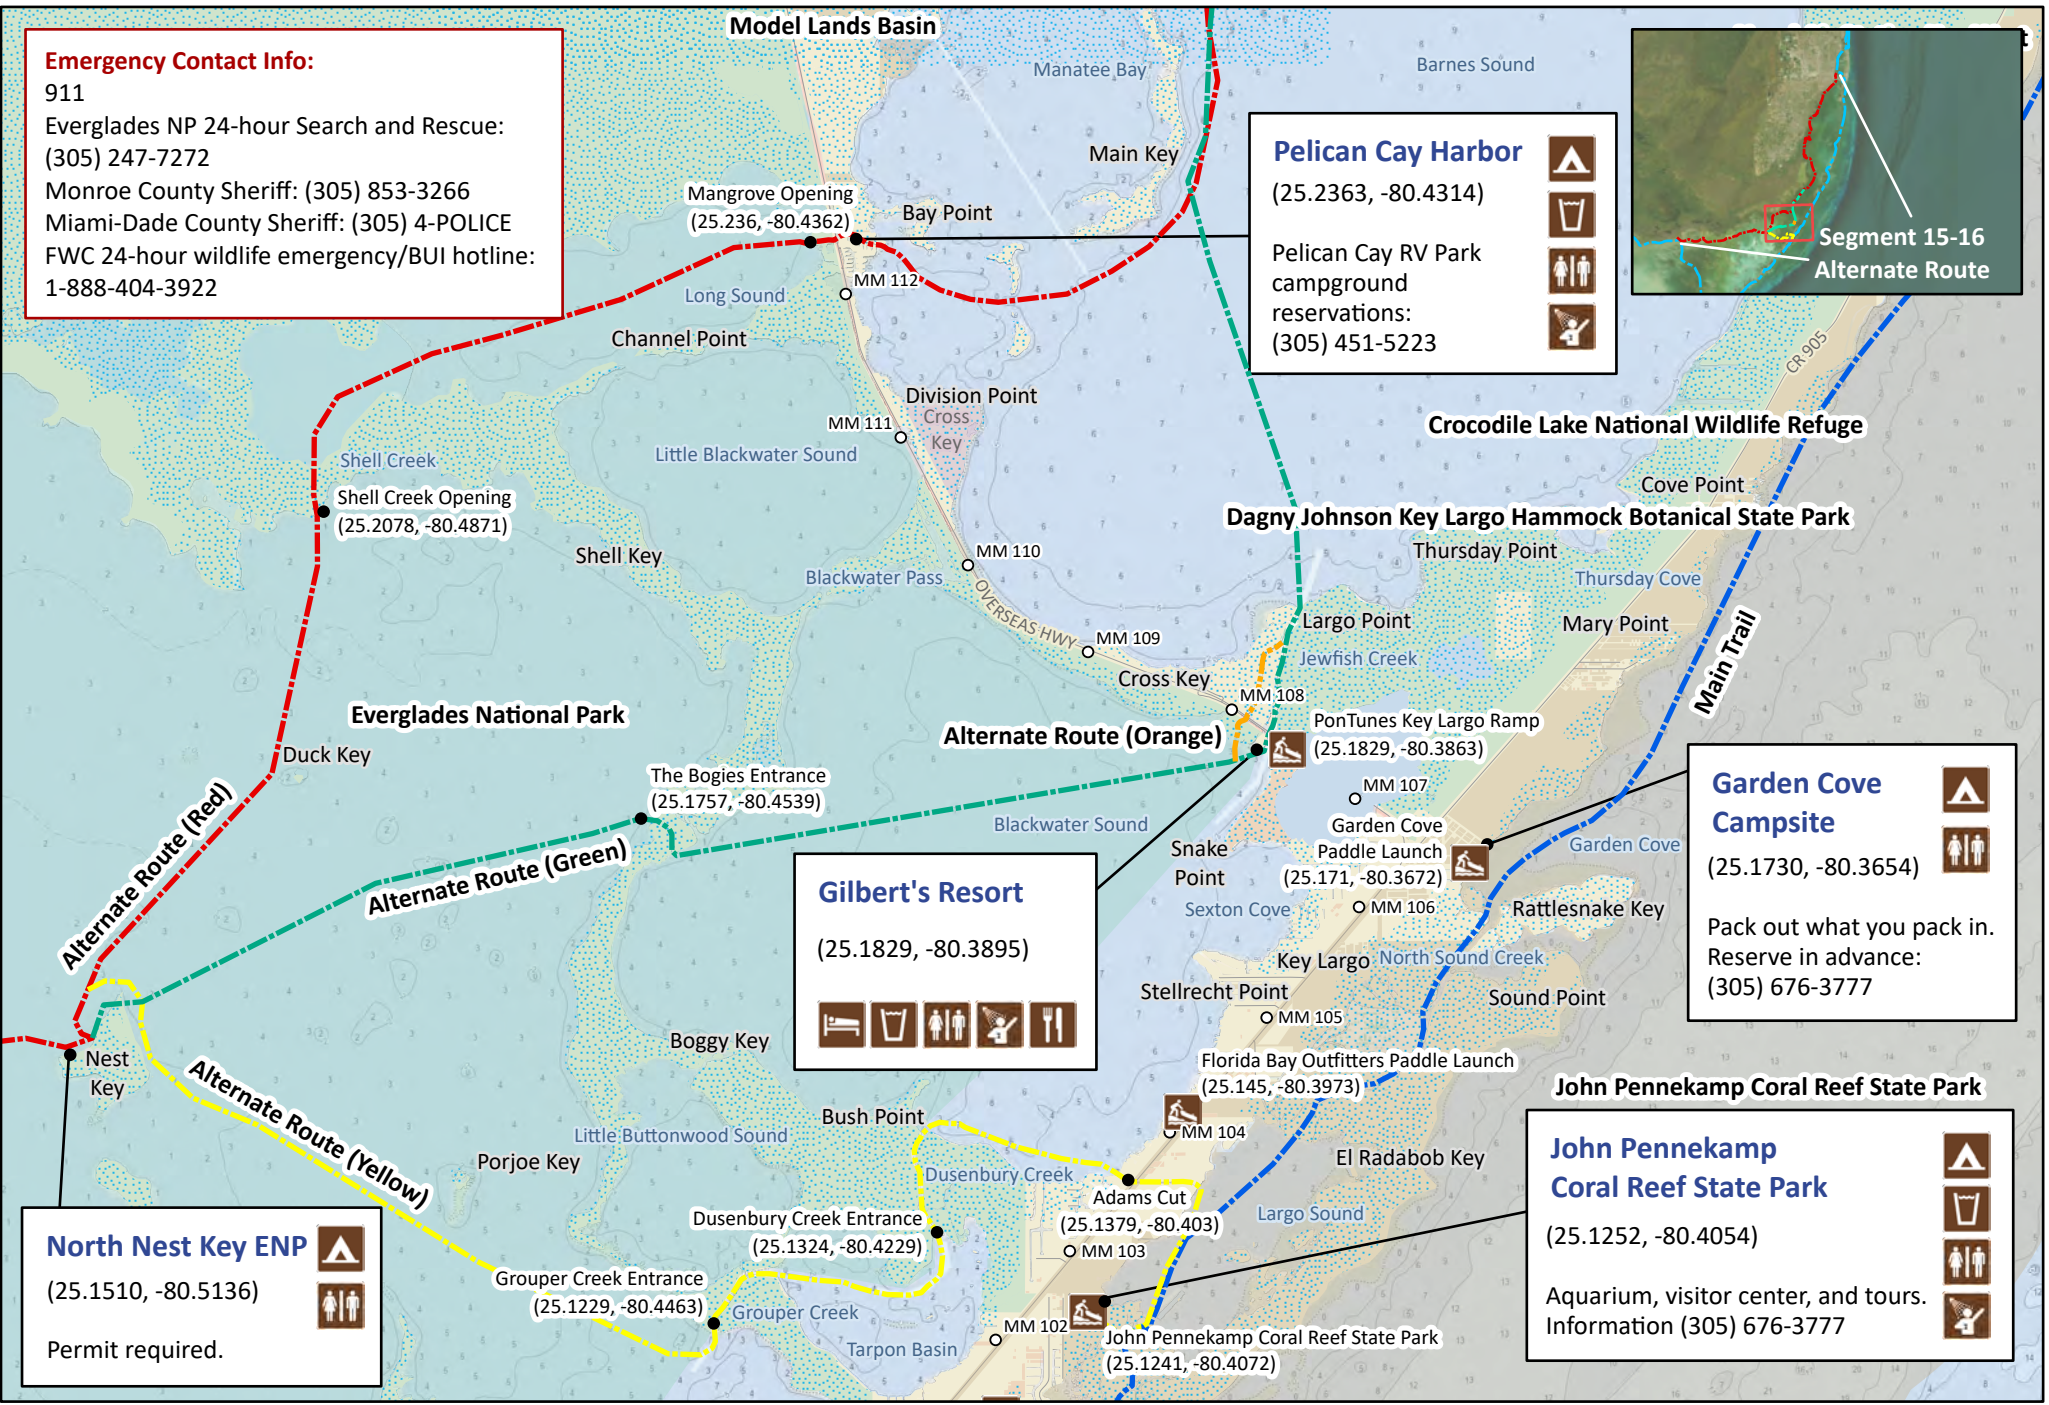 Model Lands Basin
Emergency Contact Info:
911
Everglades NP 24-hour Search and Rescue:
(305) 247-7272
Monroe County Sheriff: (305) 853-3266
Miami-Dade County Sheriff: (305) 4-POLICE
FWC 24-hour wildlife emergency/BUI hotline:
1-888-404-3922
Manatee Bay
Barnes Sound
Main Key
Pelican Cay Harbor
(25.2363, -80.4314)
Pelican Cay RV Park
campground
reservations:
(305) 451-5223
Segment 15-16
Alternate Route
Mangrove Opening
(25.236, -80.4362)
Bay Point
MM 112
Long Sound
Channel Point
CR 905
Division Point
Cross
Key
MM 111
Crocodile Lake National Wildlife Refuge
Little Blackwater Sound
Shell Creek
Shell Creek Opening
(25.2078, -80.4871)
Cove Point
Dagny Johnson Key Largo Hammock Botanical State Park
Thursday Point
Shell Key
MM 110
Blackwater Pass
Thursday Cove
OVERSEAS HWY
MM 109
Largo Point
Mary Point
Jewfish Creek
Main Trail
Cross Key
MM 108
Everglades National Park
Alternate Route (Orange)
PonTunes Key Largo Ramp
(25.1829, -80.3863)
Duck Key
The Bogies Entrance
(25.1757, -80.4539)
MM 107
Blackwater Sound
Garden Cove
Paddle Launch
(25.171, -80.3672)
Garden Cove
Garden Cove
Campsite
(25.1730, -80.3654)
Pack out what you pack in.
Reserve in advance:
(305) 676-3777
Alternate Route (Red)
Alternate Route (Green)
Snake
Point
Gilbert's Resort
(25.1829, -80.3895)
Sexton Cove
MM 106
Rattlesnake Key
Key Largo
North Sound Creek
Stellrecht Point
Sound Point
MM 105
Nest
Key
Boggy Key
Florida Bay Outfitters Paddle Launch
(25.145, -80.3973)
Alternate Route (Yellow)
Bush Point
Little Buttonwood Sound
MM 104
John Pennekamp Coral Reef State Park
Porjoe Key
Dusenbury Creek
El Radabob Key
Adams Cut
(25.1379, -80.403)
Largo Sound
John Pennekamp
Coral Reef State Park
(25.1252, -80.4054)
Aquarium, visitor center, and tours.
Information (305) 676-3777
Dusenbury Creek Entrance
(25.1324, -80.4229)
MM 103
North Nest Key ENP
(25.1510, -80.5136)
Permit required.
Grouper Creek Entrance
(25.1229, -80.4463)
Grouper Creek
MM 102
Tarpon Basin
John Pennekamp Coral Reef State Park
(25.1241, -80.4072)